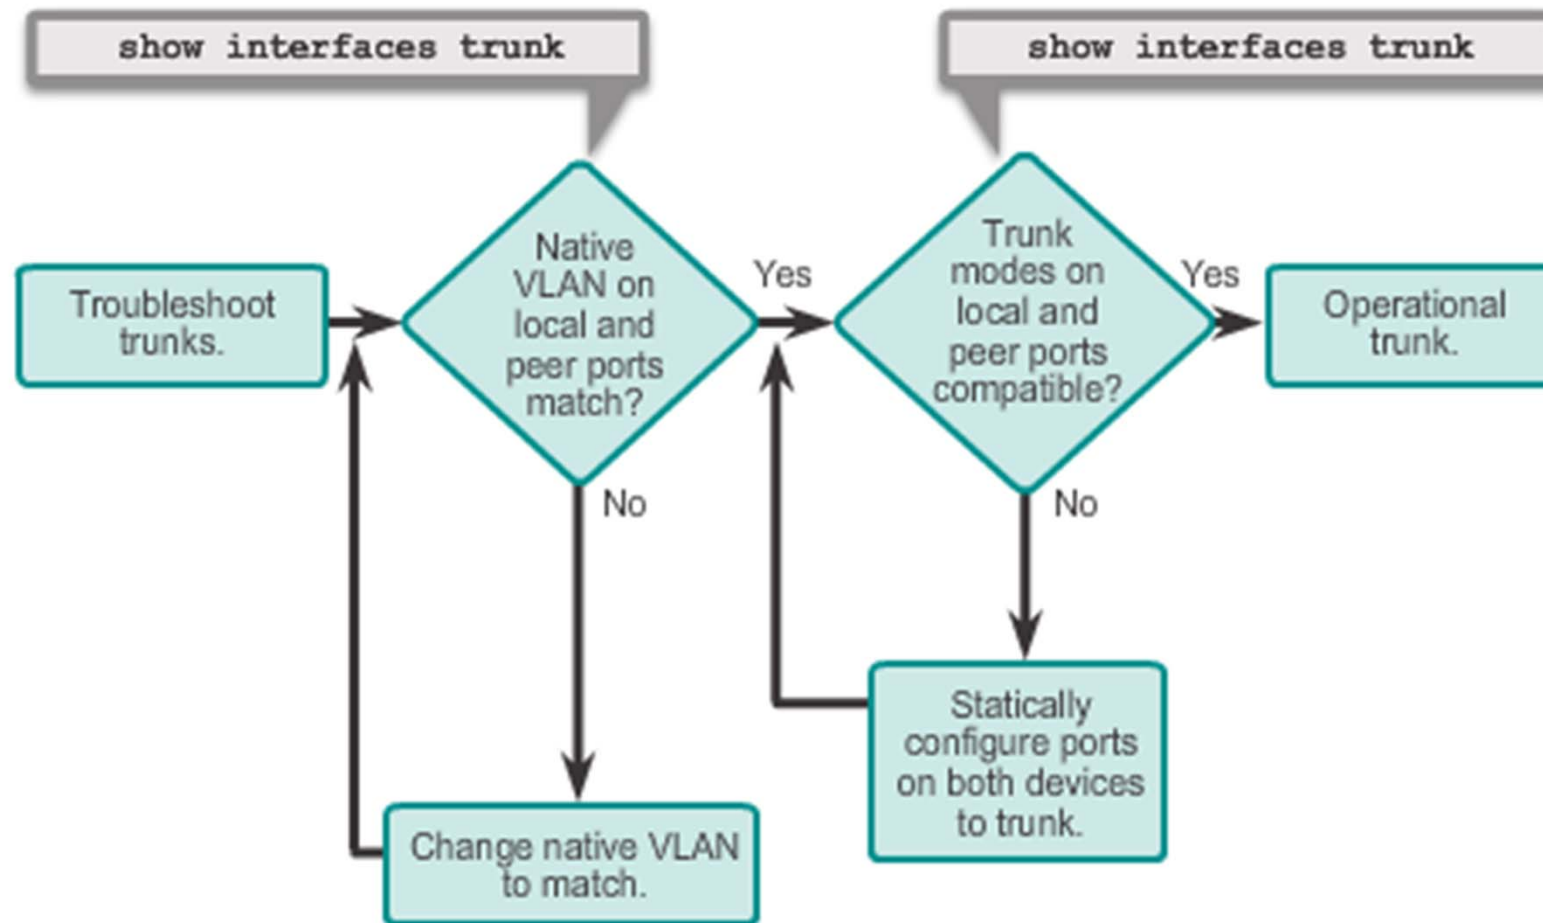 show interfaces trunk
show interfaces trunk
Troubleshoot
trunks.
Native
VLAN on
local and
peer ports
match?
Yes
Trunk
modes on
local and
peer ports
compatible?
Yes
Operational
trunk.
No
No
Statically
configure ports
on both devices
to trunk.
Change native VLAN
to match.